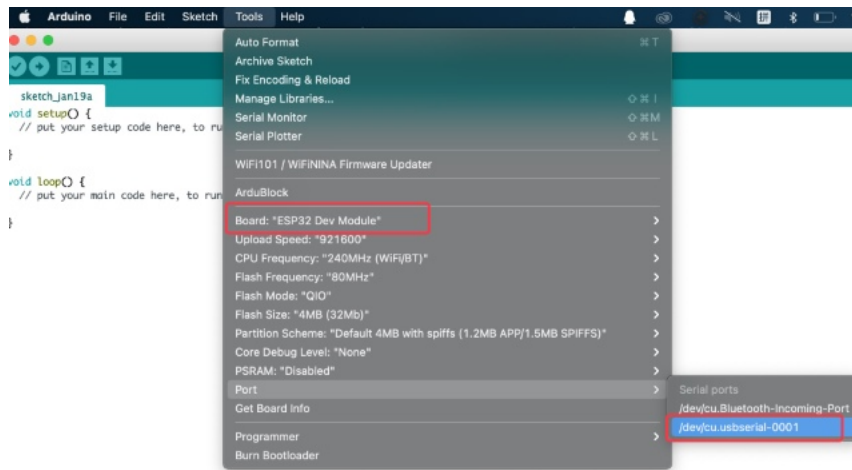 Arduino File Edit Sketch Tools Help
拼
sketch_jan19a
void setup() {
// put your setup code here, to ru
}
void loop() {
// put your main code here, to run
}
Auto Format ⌘ T
Archive Sketch
Fix Encoding & Reload
Manage Libraries... ⇧ ⌘ I
Serial Monitor ⇧ ⌘ M
Serial Plotter ⇧ ⌘ L
WiFi101 / WiFiNINA Firmware Updater
ArduBlock
Board: "ESP32 Dev Module"
Upload Speed: "921600"
CPU Frequency: "240MHz (WiFi/BT)"
Flash Frequency: "80MHz"
Flash Mode: "QIO"
Flash Size: "4MB (32Mb)"
Partition Scheme: "Default 4MB with spiffs (1.2MB APP/1.5MB SPIFFS)"
Core Debug Level: "None"
PSRAM: "Disabled"
Port
Get Board Info
Programmer
Burn Bootloader
Serial ports
/dev/cu.Bluetooth-Incoming-Port
/dev/cu.usbserial-0001